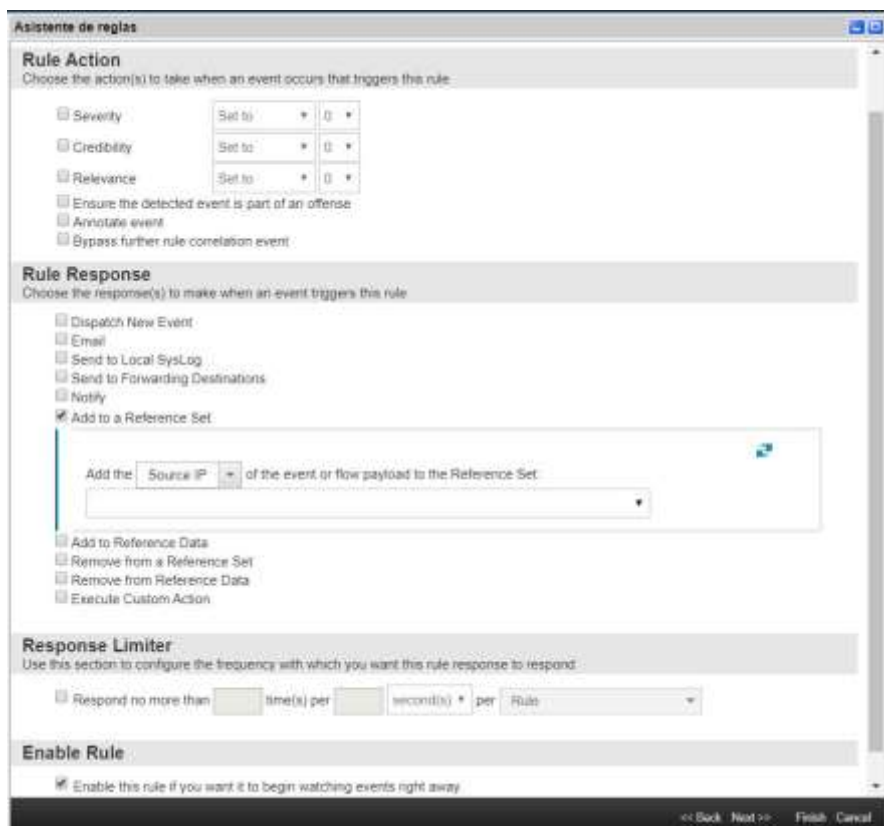 Asistente de reglas
Rule Action
Choose the action(s) to take when an event occurs that triggers this rule
Severity Set to 0
Credibility Set to 0
Relevance Set to 0
Ensure the detected event is part of an offense
Annotate event
Bypass further rule correlation event
Rule Response
Choose the response(s) to make when an event triggers this rule
Dispatch New Event
Email
Send to Local SysLog
Send to Forwarding Destinations
Notify
Add to a Reference Set
Add the Source IP of the event or flow payload to the Reference Set
Add to Reference Data
Remove from a Reference Set
Remove from Reference Data
Execute Custom Action
Response Limiter
Use this section to configure the frequency with which you want this rule response to respond
Respond no more than time(s) per second(s) per Rule
Enable Rule
Enable this rule if you want it to begin watching events right away
<< Back Next >> Finish Cancel